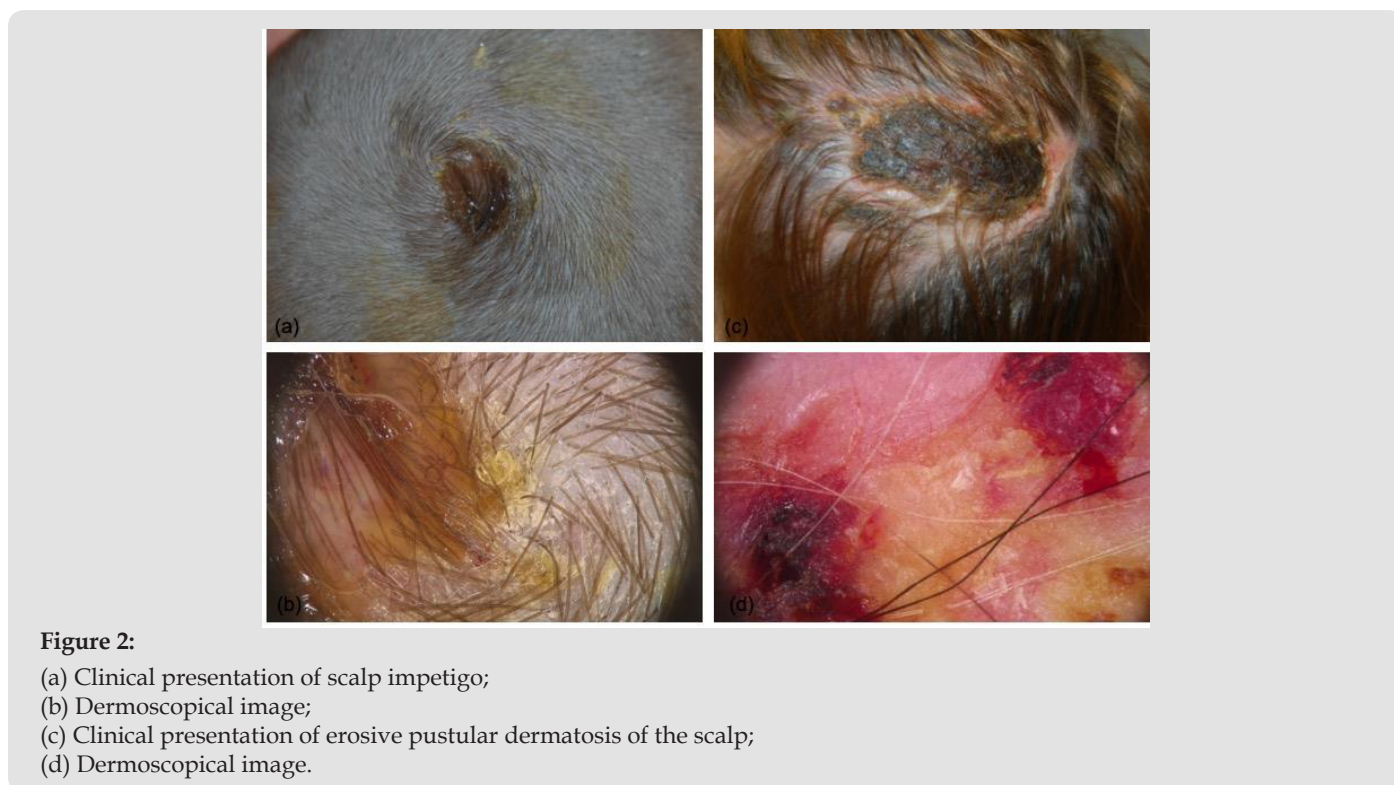 (a)
(c)
(b)
(d)
Figure 2:
(a) Clinical presentation of scalp impetigo;
(b) Dermoscopical image;
(c) Clinical presentation of erosive pustular dermatosis of the scalp;
(d) Dermoscopical image.